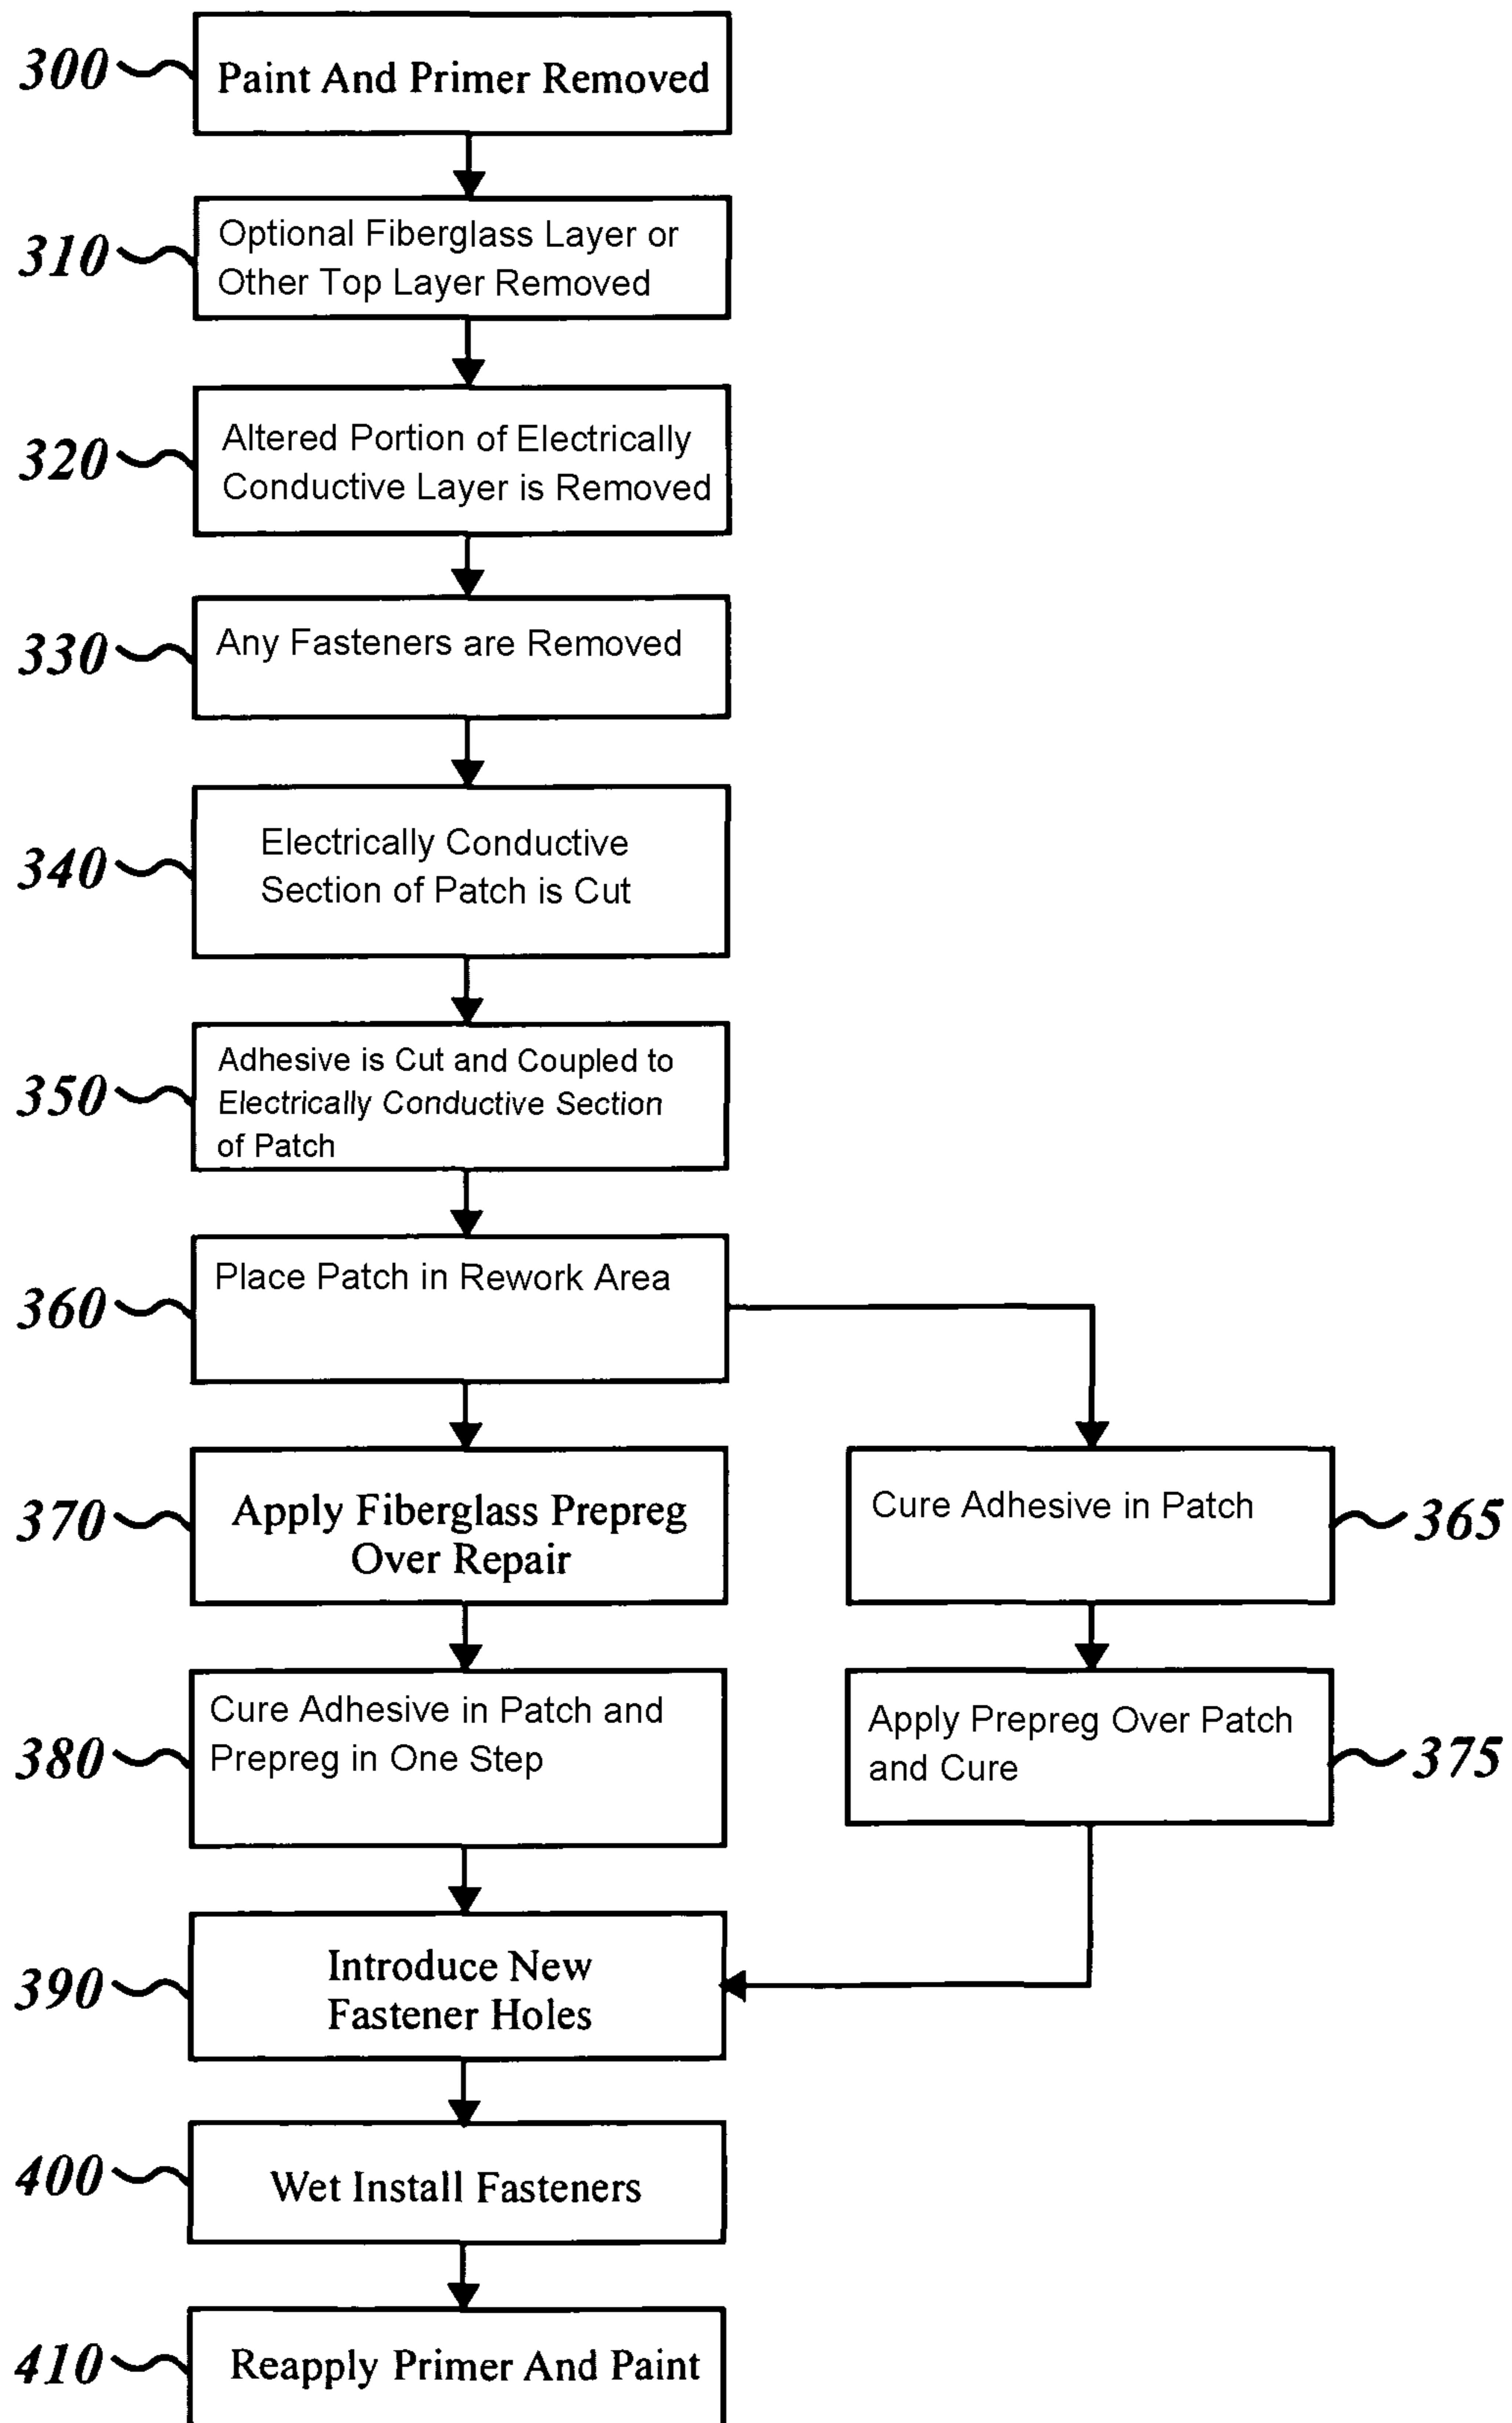 300
Paint And Primer Removed
310
Optional Fiberglass Layer or
Other Top Layer Removed
320
Altered Portion of Electrically
Conductive Layer is Removed
330
Any Fasteners are Removed
340
Electrically Conductive
Section of Patch is Cut
350
Adhesive is Cut and Coupled to
Electrically Conductive Section
of Patch
360
Place Patch in Rework Area
370
Apply Fiberglass Prepreg
Over Repair
Cure Adhesive in Patch
365
380
Cure Adhesive in Patch and
Prepreg in One Step
Apply Prepreg Over Patch
and Cure
375
390
Introduce New
Fastener Holes
400
Wet Install Fasteners
410
Reapply Primer And Paint